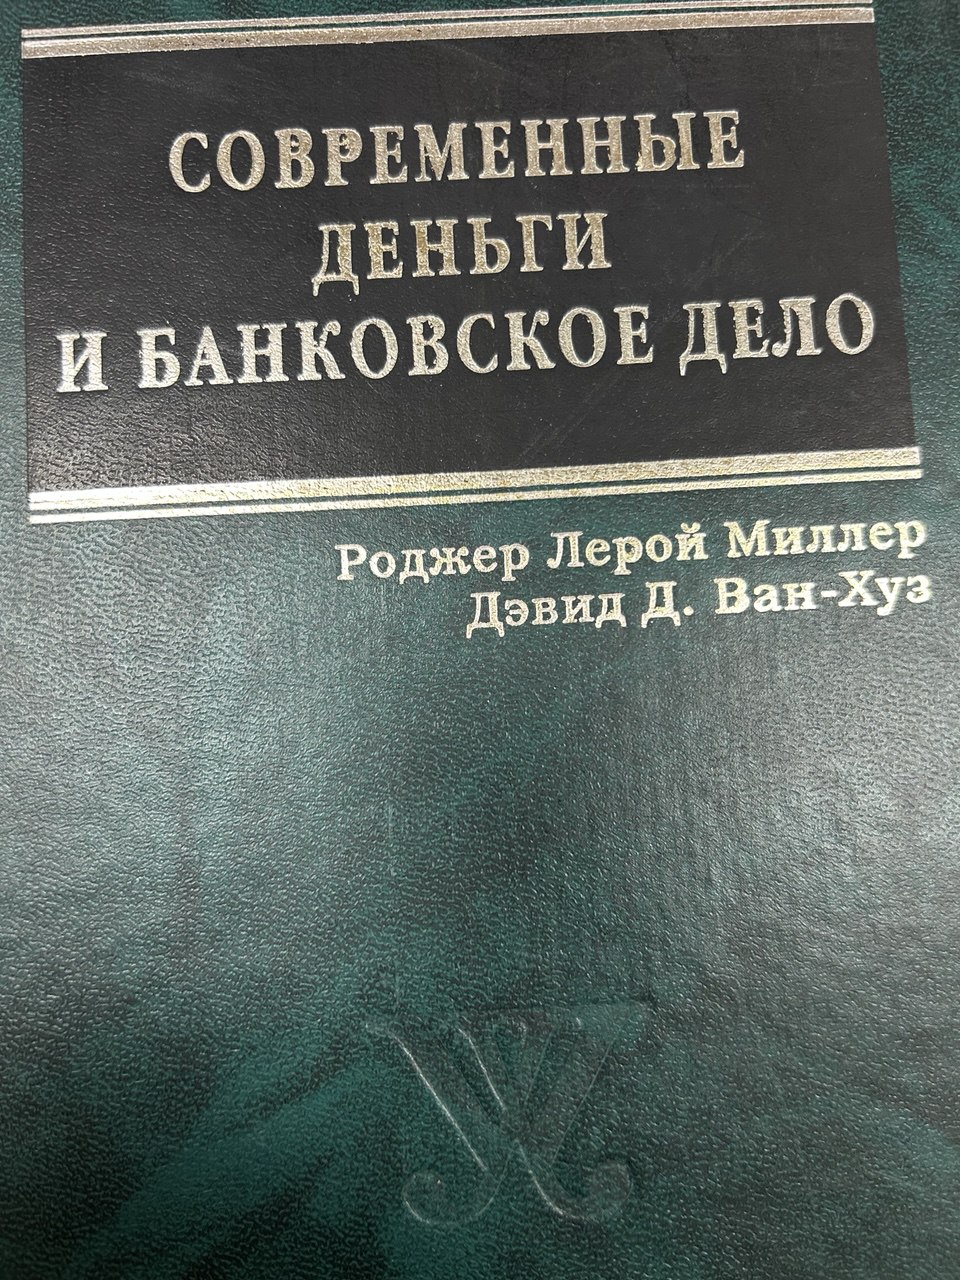 СОВРЕМЕННЫЕ
ДЕНЬГИ
И БАНКОВСКОЕ ДЕЛО
Роджер Лерой Миллер
Дэвид Д. Ван-Хуз